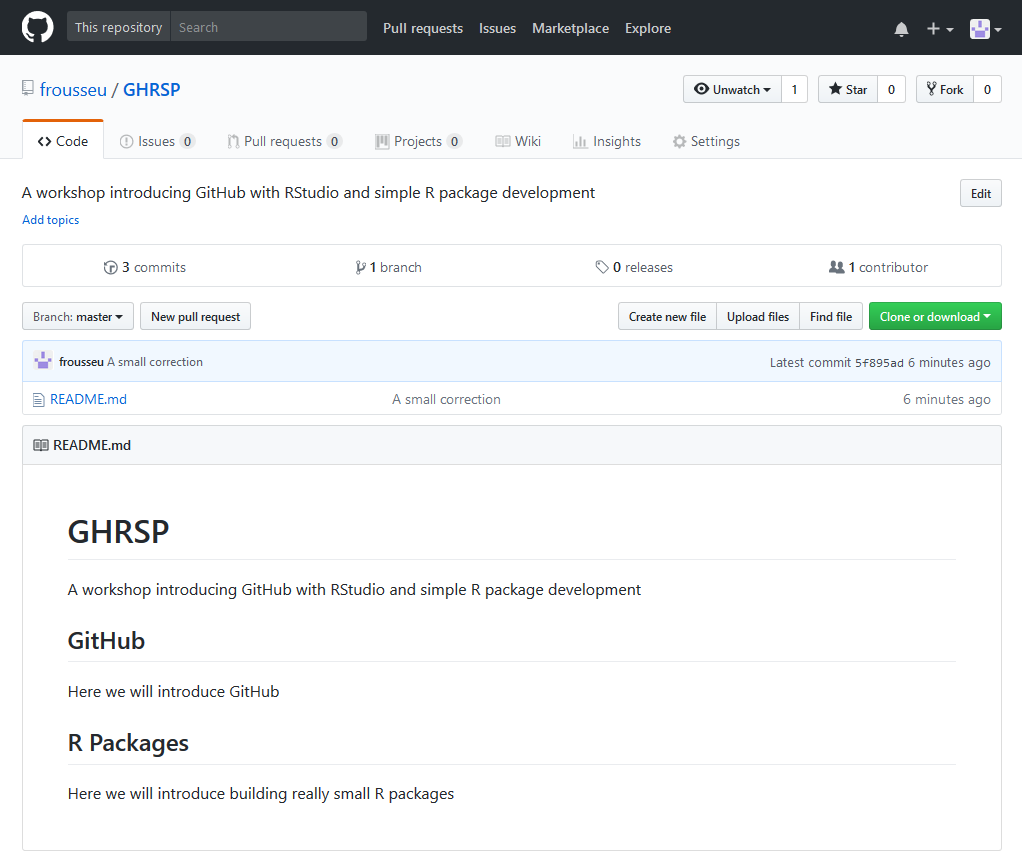 This repository Search Pull requests Issues Marketplace Explore
frousseu / GHRSP Unwatch 1 Star 0 Fork 0
Code Issues 0 Pull requests 0 Projects 0 Wiki Insights Settings
A workshop introducing GitHub with RStudio and simple R package development Edit
Add topics
3 commits 1 branch 0 releases 1 contributor
Branch: master New pull request Create new file Upload files Find file Clone or download
frousseu A small correction Latest commit 5f895ad 6 minutes ago
README.md A small correction 6 minutes ago
README.md
GHRSP
A workshop introducing GitHub with RStudio and simple R package development
GitHub
Here we will introduce GitHub
R Packages
Here we will introduce building really small R packages